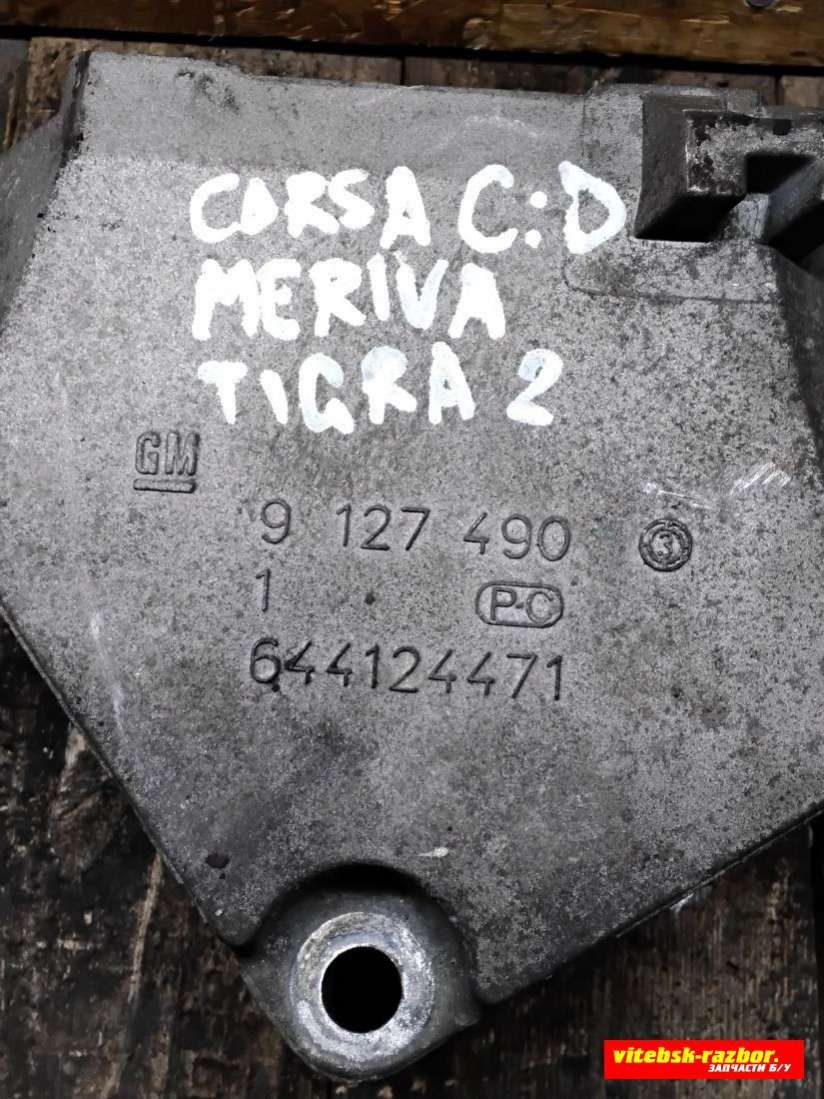 CORSA C:D
MERIVA
TIGRA 2
GM
9 127 490
3
1
P-C
644124471
vitebsk-razbor.
ЗАПЧАСТИ Б/У